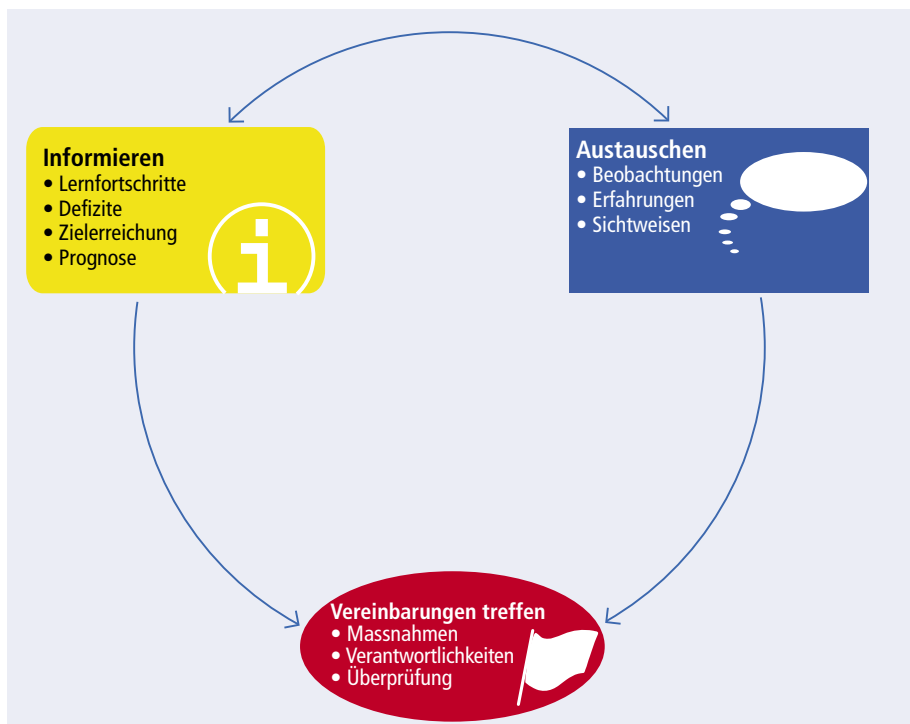 Informieren
• Lernfortschritte
• Defizite
• Zielerreichung
• Prognose
Austauschen
• Beobachtungen
• Erfahrungen
• Sichtweisen
Vereinbarungen treffen
• Massnahmen
• Verantwortlichkeiten
• Überprüfung